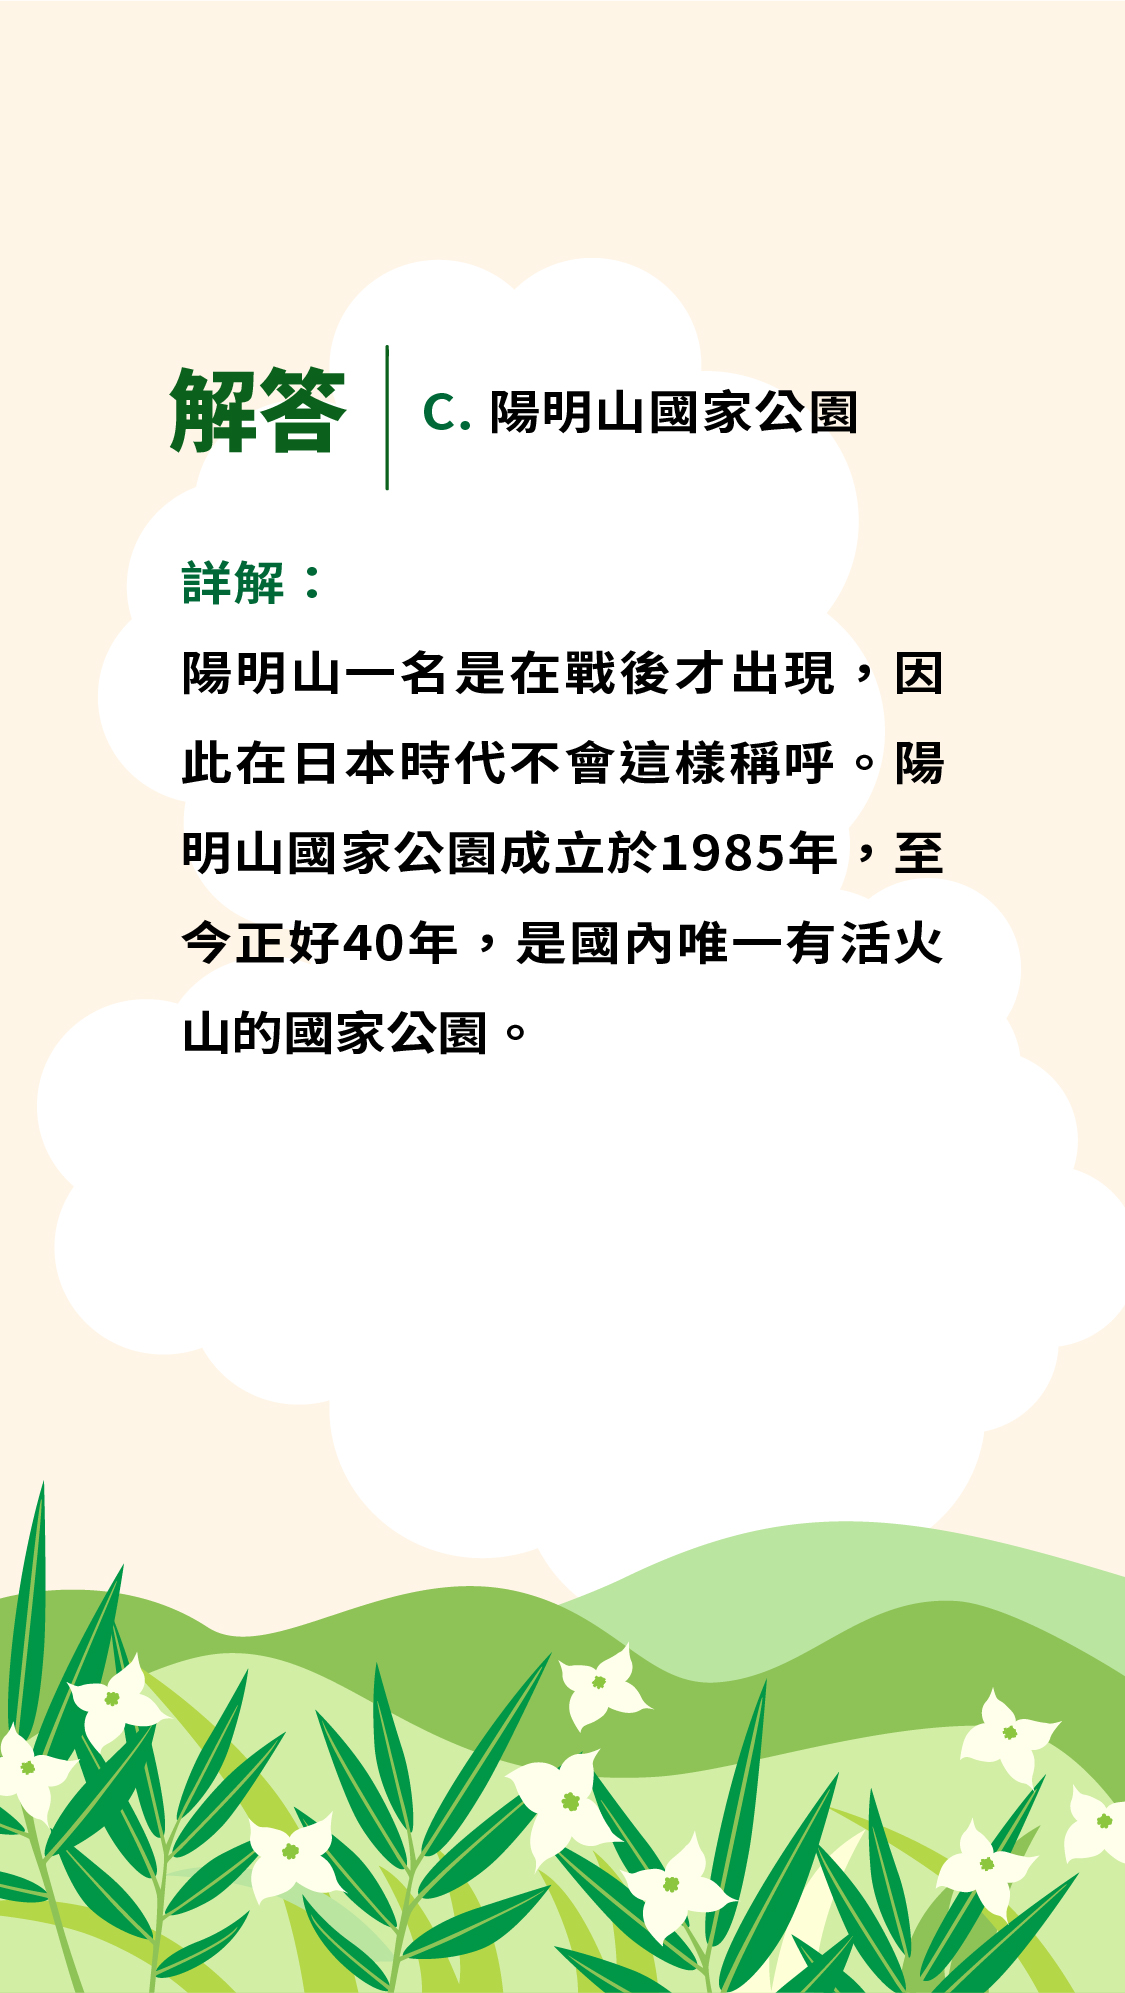 解答
C. 陽明山國家公園
詳解：
陽明山一名是在戰後才出現，因
此在日本時代不會這樣稱呼。陽
明山國家公園成立於1985年，至
今正好40年，是國內唯一有活火
山的國家公園。